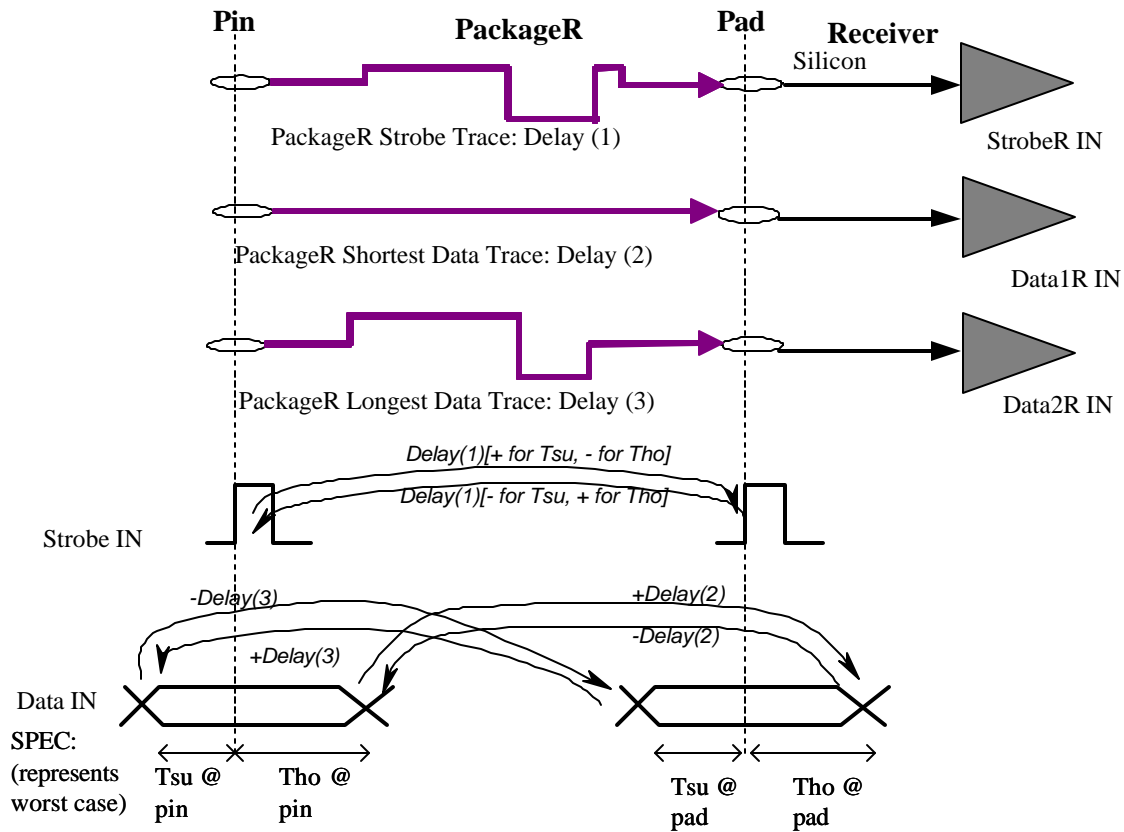 Pin
PackageR
Pad
Receiver
Silicon
PackageR Strobe Trace: Delay (1)
StrobeR IN
PackageR Shortest Data Trace: Delay (2)
Data1R IN
PackageR Longest Data Trace: Delay (3)
Data2R IN
Delay(1)[+ for Tsu, - for Tho]
Delay(1)[- for Tsu, + for Tho]
Strobe IN
-Delay(3)
+Delay(2)
-Delay(2)
+Delay(3)
Data IN
SPEC:
(represents
worst case)
Tsu @
pin
Tho @
pin
Tsu @
pad
Tho @
pad